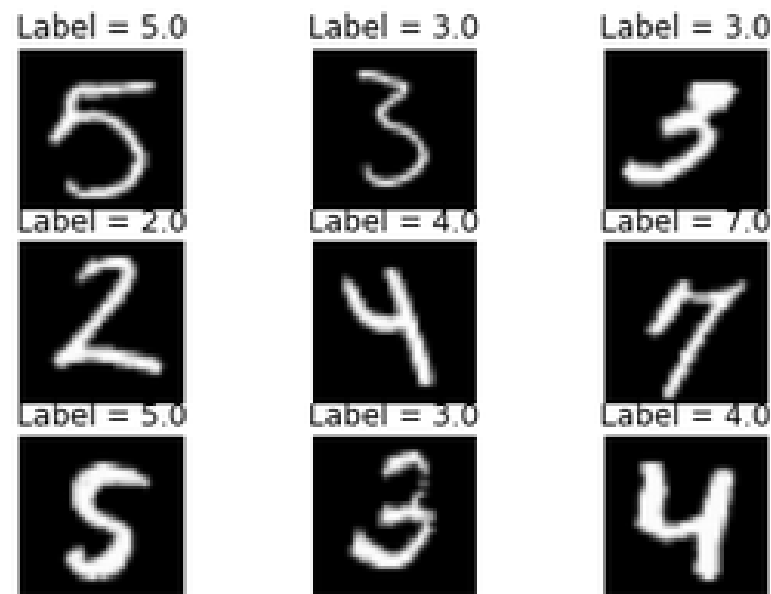 Label = 5.0 Label = 3.0 Label = 3.0
5 3 3
Label = 2.0 Label = 4.0 Label = 7.0
2 4 7
Label = 5.0 Label = 3.0 Label = 4.0
5 3 4